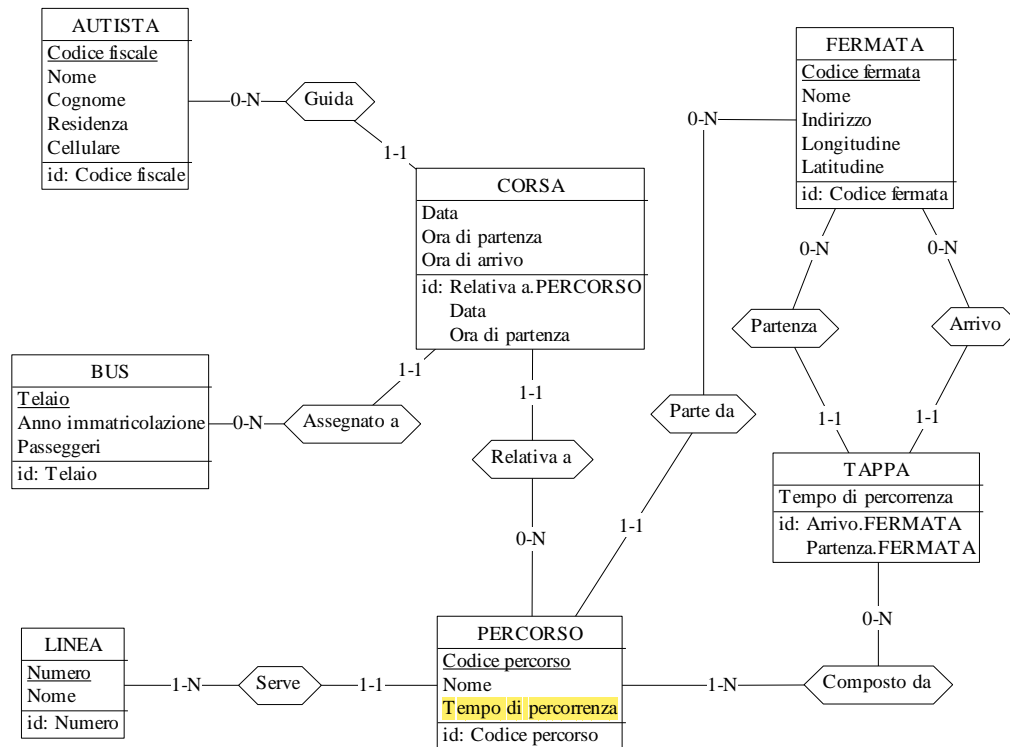 AUTISTA
Codice fiscale
Nome
Cognome
Residenza
Cellulare
id: Codice fiscale
0-N
Guida
1-1
FERMATA
Codice fermata
Nome
Indirizzo
Longitudine
Latitudine
id: Codice fermata
0-N
CORSA
Data
Ora di partenza
Ora di arrivo
id: Relativa a.PERCORSO
Data
Ora di partenza
0-N
0-N
Partenza
Arrivo
1-1
1-1
BUS
Telaio
Anno immatricolazione
Passeggeri
id: Telaio
0-N
Assegnato a
1-1
1-1
Relativa a
0-N
Parte da
1-1
TAPPA
Tempo di percorrenza
id: Arrivo.FERMATA
Partenza.FERMATA
0-N
LINEA
Numero
Nome
id: Numero
1-N
Serve
1-1
PERCORSO
Codice percorso
Nome
Tempo di percorrenza
id: Codice percorso
1-N
Composto da